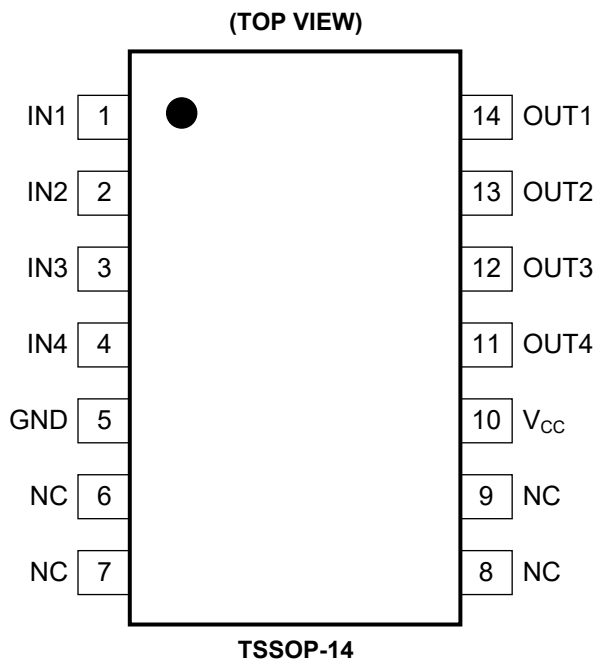 (TOP VIEW)
IN1 1 14 OUT1
IN2 2 13 OUT2
IN3 3 12 OUT3
IN4 4 11 OUT4
GND 5 10 VCC
NC 6 9 NC
NC 7 8 NC
TSSOP-14